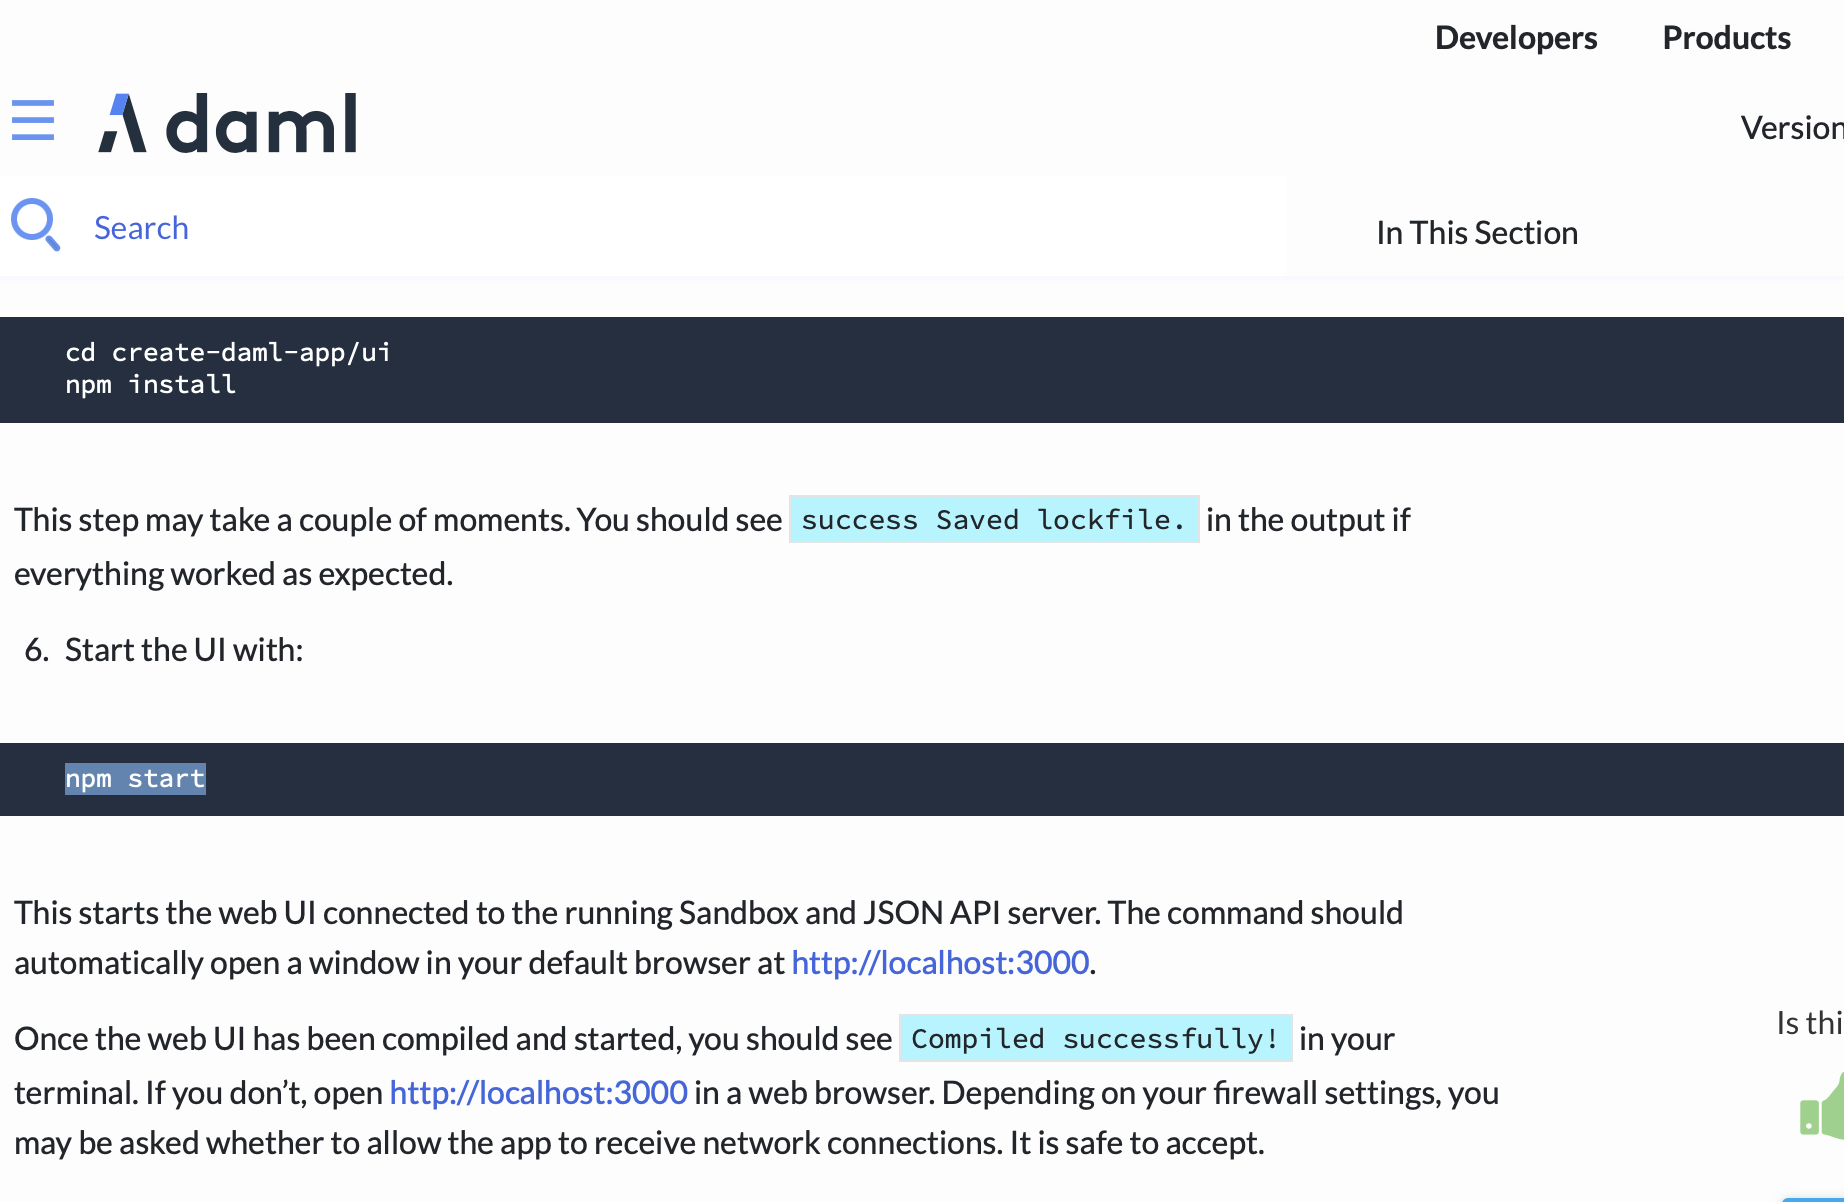 Developers Products
daml
Version
Search
In This Section
cd create-daml-app/ui
npm install
This step may take a couple of moments. You should see success Saved lockfile. in the output if
everything worked as expected.
6. Start the UI with:
npm start
This starts the web UI connected to the running Sandbox and JSON API server. The command should
automatically open a window in your default browser at http://localhost:3000.
Once the web UI has been compiled and started, you should see Compiled successfully! in your
Is thi
terminal. If you don’t, open http://localhost:3000 in a web browser. Depending on your firewall settings, you
may be asked whether to allow the app to receive network connections. It is safe to accept.